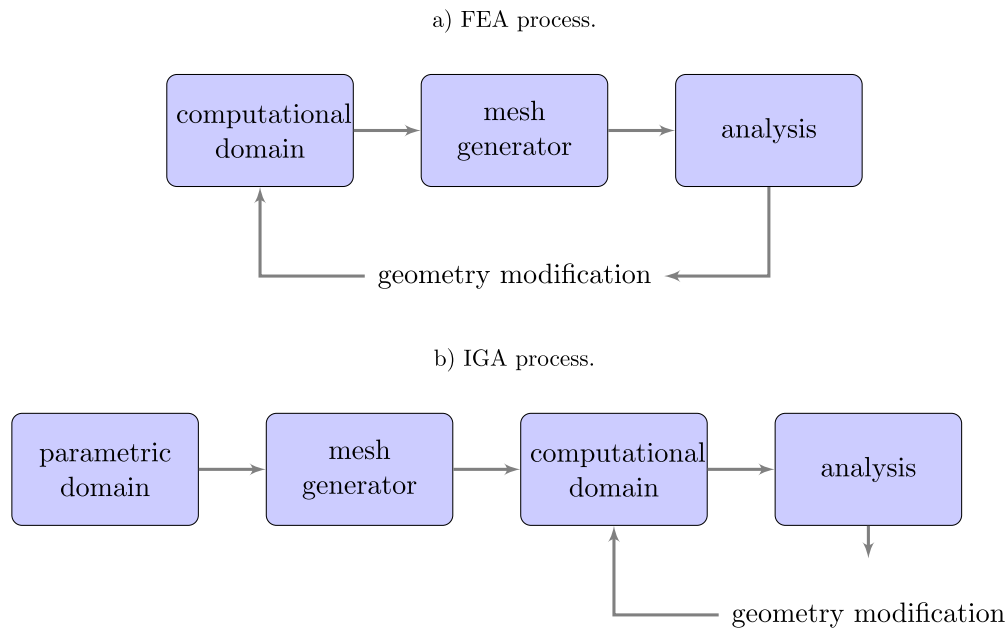 a) FEA process.
computational
domain
mesh
generator
analysis
geometry modification
b) IGA process.
parametric
domain
mesh
generator
computational
domain
analysis
geometry modification